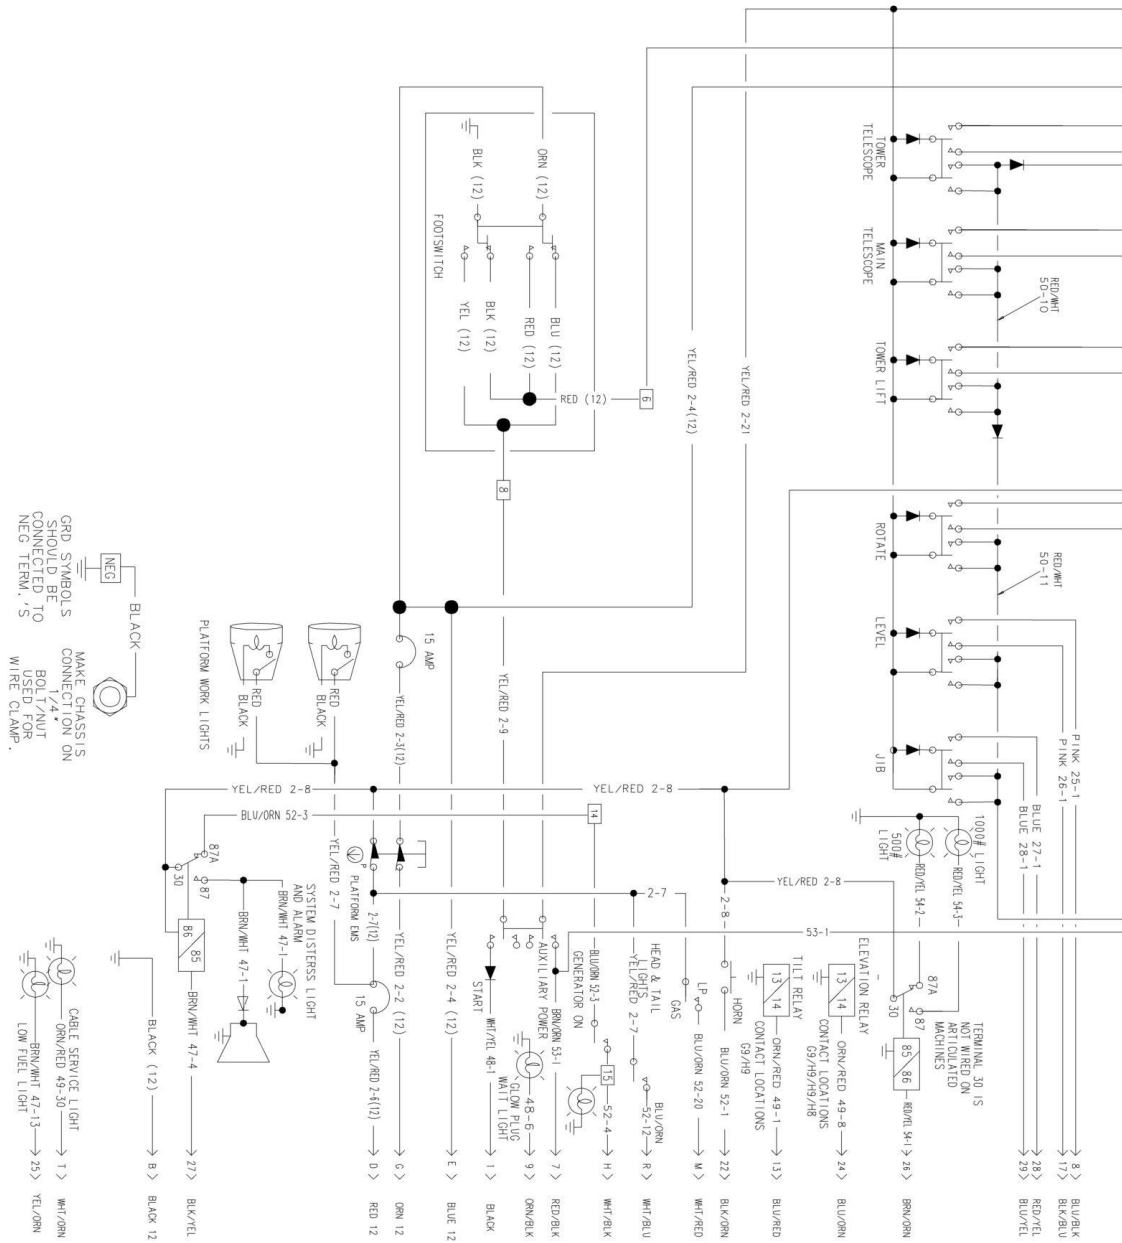 TOWER
TELESCOPE
MAIN
TELESCOPE
RED/WHT
50-10
TOWER LIFT
ROTATE
RED/WHT
50-11
LEVEL
JIB
PINK 25-1
PINK 26-1
BLUE 27-1
BLUE 28-1
1000# LIGHT
500#
LIGHT
RED/YEL 54-3
RED/YEL 54-2
BLK (12)
ORN (12)
FOOTSWITCH
YEL (12)
BLK (12)
RED (12)
BLU (12)
RED (12)
6
8
YEL/RED 2-4(12)
YEL/RED 2-21
YEL/RED 2-9
15 AMP
YEL/RED 2-3(12)
GRD SYMBOLS
SHOULD BE
CONNECTED TO
NEG TERM.'S
NEG
BLACK
MAKE CHASSIS
CONNECTION ON
1/4"
BOLT/NUT
USED FOR
WIRE CLAMP.
PLATFORM WORK LIGHTS
RED
BLACK
RED
BLACK
YEL/RED 2-8
YEL/RED 2-8
YEL/RED 2-8
BLU/ORN 52-3
14
87A
30
87
86
85
BRN/WHT 47-4
BRN/WHT 47-1
BRN/WHT 47-1
SYSTEM DISTERSS LIGHT
AND ALARM
YEL/RED 2-7
P
PLATFORM EMS
2-7(12)
15 AMP
YEL/RED 2-6(12)
YEL/RED 2-2 (12)
YEL/RED 2-4 (12)
START
WHT/YEL 48-1
AUXILIARY POWER
GLOW PLUG
WAIT LIGHT
48-6
BRN/ORN 53-1
53-1
BLU/ORN 52-3
GENERATOR ON
15
52-4
HEAD & TAIL
LIGHTS
YEL/RED 2-7
2-7
BLU/ORN
52-12
GAS
LP
BLU/ORN 52-20
2-8
HORN
BLU/ORN 52-1
TILT RELAY
13
14
ORN/RED 49-1
CONTACT LOCATIONS
G9/H9
ELEVATION RELAY
13
14
ORN/RED 49-8
CONTACT LOCATIONS
G9/H9/H9/H8
87A
30
87
85
86
RED/YEL 54-1
TERMINAL 30 IS
NOT WIRED ON
ARTICULATED
MACHINES
BLACK (12)
CABLE SERVICE LIGHT
ORN/RED 49-30
BRN/WHT 47-13
LOW FUEL LIGHT
25 YEL/ORN
T WHT/ORN
B BLACK 12
27 BLK/YEL
D RED 12
G ORN 12
E BLUE 12
1 BLACK
9 ORN/BLK
7 RED/BLK
H WHT/BLK
R WHT/BLU
M WHT/RED
22 BLK/ORN
13 BLU/RED
24 BLU/ORN
26 BRN/ORN
29 BLU/YEL
28 RED/YEL
17 BLK/BLU
8 BLU/BLK